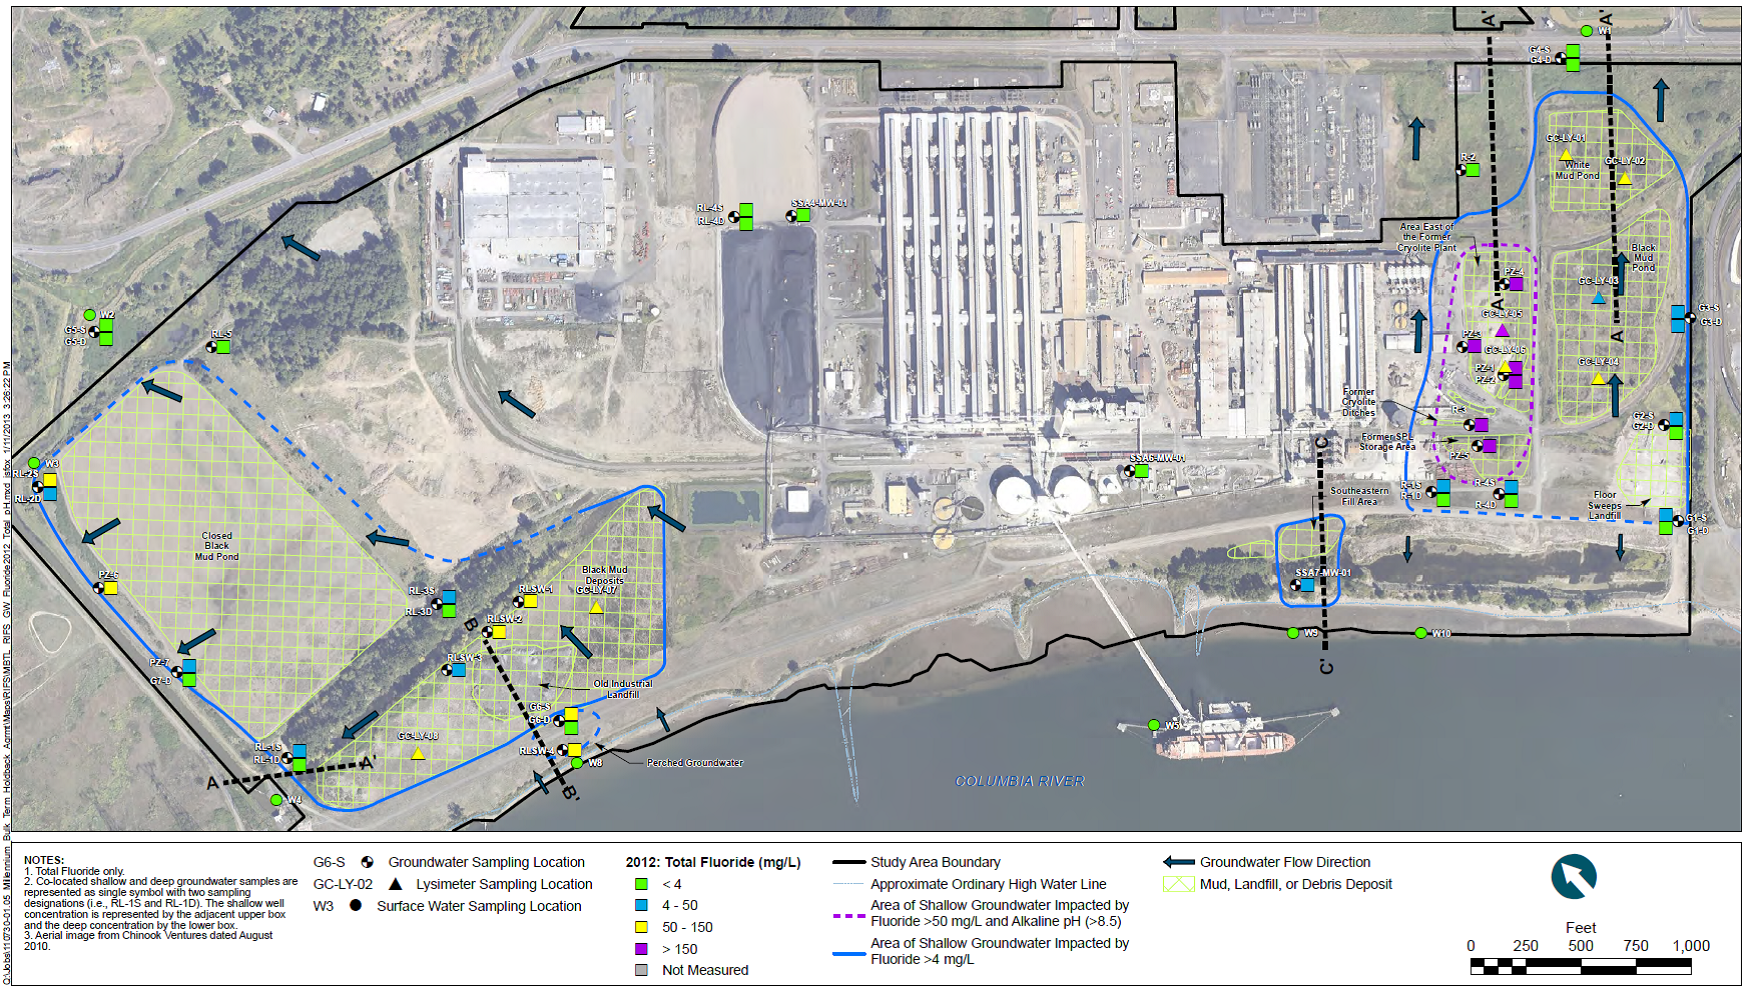 A'
A'
W1
G4-S
G4-D
GC-LY-01
R-2
GC-LY-02
White
Mud Pond
RL-4S
RL-4D
SSA4-MW-01
Area East of
the Former
Cryolite Plant
Black
Mud
Pond
PZ-4
GC-LY-03
A
W2
G5-S
G5-D
RL-5
GC-LY-05
G3-S
G3-D
PZ-3
A
GC-LY-06
GC-LY-04
PZ-1
PZ-2
Former
Cryolite
Ditches
R-3
G2-S
G2-D
Former SPL
Storage Area
C
PZ-5
W3
RL-2S
RL-2D
SSA6-MW-01
R-1S
R-1D
R-4S
R-4D
Southeastern
Fill Area
Floor
Sweeps
Landfill
G1-S
G1-D
Closed
Black
Mud Pond
Black Mud
Deposits
PZ-6
SSA7-MW-01
RL-3S
RL-3D
RLSW-1
GC-LY-07
B
RLSW-2
W9
W10
PZ-7
G7-D
RLSW-3
C'
Old Industrial
Landfill
G6-S
G6-D
W5
GC-LY-08
RL-1S
RL-1D
RLSW-4
A
A'
Perched Groundwater
W8
B'
W4
COLUMBIA RIVER
Q:\Jobs\110730-01.05_Millennium_Bulk_Term_Holdback_Agrmt\Maps\RIFS\MBTL_RIFS_GW_Fluoride2012_Total_pH.mxd jsfox 1/11/2013 3:26:22 PM
NOTES:
1. Total Fluoride only.
2. Co-located shallow and deep groundwater samples are
represented as single symbol with two sampling
designations (i.e., RL-1S and RL-1D). The shallow well
concentration is represented by the adjacent upper box
and the deep concentration by the lower box.
3. Aerial image from Chinook Ventures dated August
2010.
G6-S Groundwater Sampling Location
GC-LY-02 Lysimeter Sampling Location
W3 Surface Water Sampling Location
2012: Total Fluoride (mg/L)
< 4
4 - 50
50 - 150
> 150
Not Measured
Study Area Boundary
Approximate Ordinary High Water Line
Area of Shallow Groundwater Impacted by
Fluoride >50 mg/L and Alkaline pH (>8.5)
Area of Shallow Groundwater Impacted by
Fluoride >4 mg/L
Groundwater Flow Direction
Mud, Landfill, or Debris Deposit
Feet
0 250 500 750 1,000